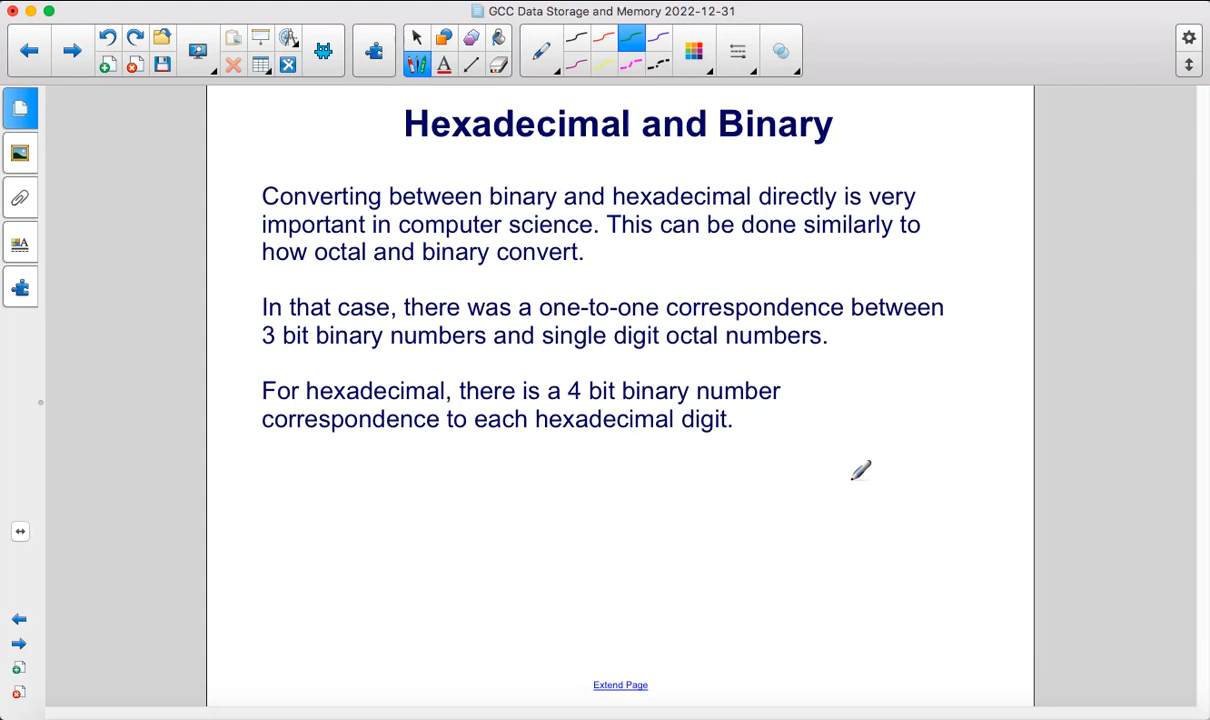 GCC Data Storage and Memory 2022-12-31
Hexadecimal and Binary
Converting between binary and hexadecimal directly is very
important in computer science. This can be done similarly to
how octal and binary convert.
In that case, there was a one-to-one correspondence between
3 bit binary numbers and single digit octal numbers.
For hexadecimal, there is a 4 bit binary number
correspondence to each hexadecimal digit.
Extend Page